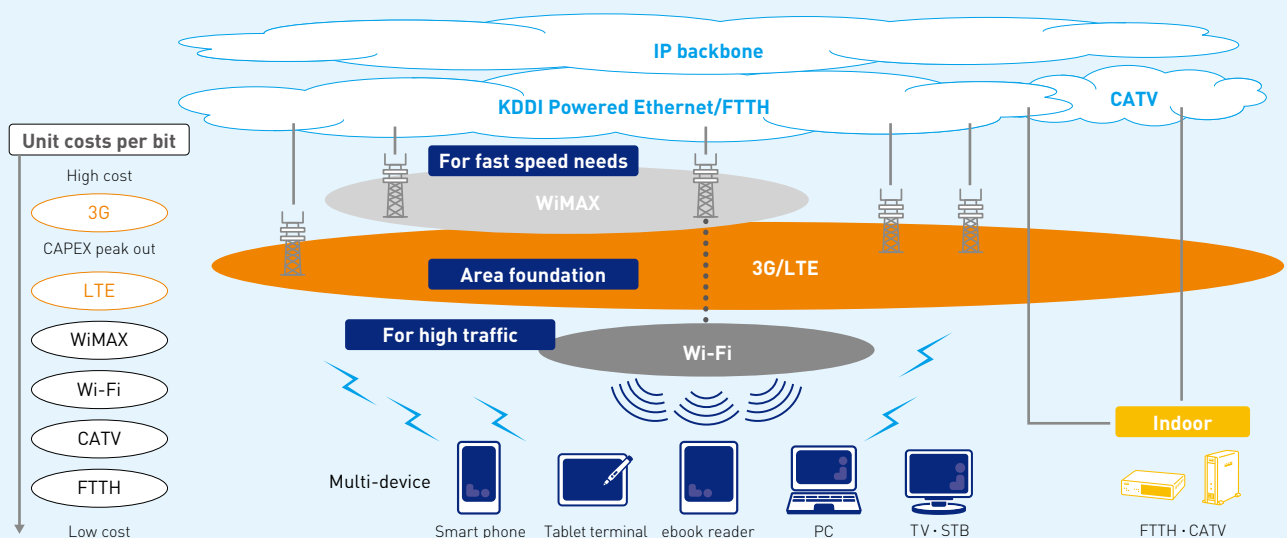 IP backbone
KDDI Powered Ethernet/FTTH
CATV
Unit costs per bit
High cost
3G
CAPEX peak out
LTE
WiMAX
Wi-Fi
CATV
FTTH
Low cost
For fast speed needs
WiMAX
Area foundation
3G/LTE
For high traffic
Wi-Fi
Indoor
Multi-device
Smart phone
Tablet terminal
ebook reader
PC
TV・STB
FTTH・CATV